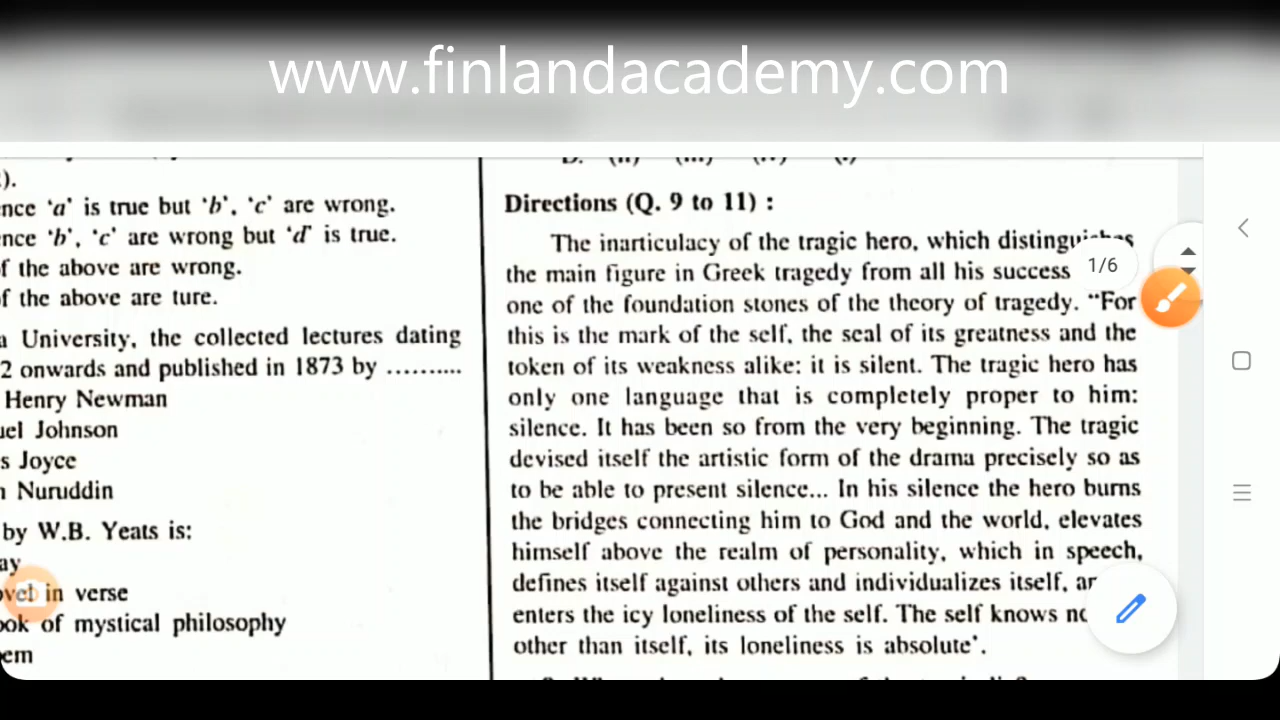 www.finlandacademy.com
1/6
).
nce 'a' is true but 'b', 'c' are wrong.
nce 'b', 'c' are wrong but 'd' is true.
f the above are wrong.
f the above are ture.
a University, the collected lectures dating
2 onwards and published in 1873 by ..........
Henry Newman
uel Johnson
s Joyce
n Nuruddin
by W.B. Yeats is:
ay
ovel in verse
ook of mystical philosophy
em
D. (ii) (iii) (iv) (i)
Directions (Q. 9 to 11) :
The inarticulacy of the tragic hero, which distinguishes
the main figure in Greek tragedy from all his success
one of the foundation stones of the theory of tragedy. "For
this is the mark of the self, the seal of its greatness and the
token of its weakness alike: it is silent. The tragic hero has
only one language that is completely proper to him:
silence. It has been so from the very beginning. The tragic
devised itself the artistic form of the drama precisely so as
to be able to present silence... In his silence the hero burns
the bridges connecting him to God and the world, elevates
himself above the realm of personality, which in speech,
defines itself against others and individualizes itself, an
enters the icy loneliness of the self. The self knows no
other than itself, its loneliness is absolute'.